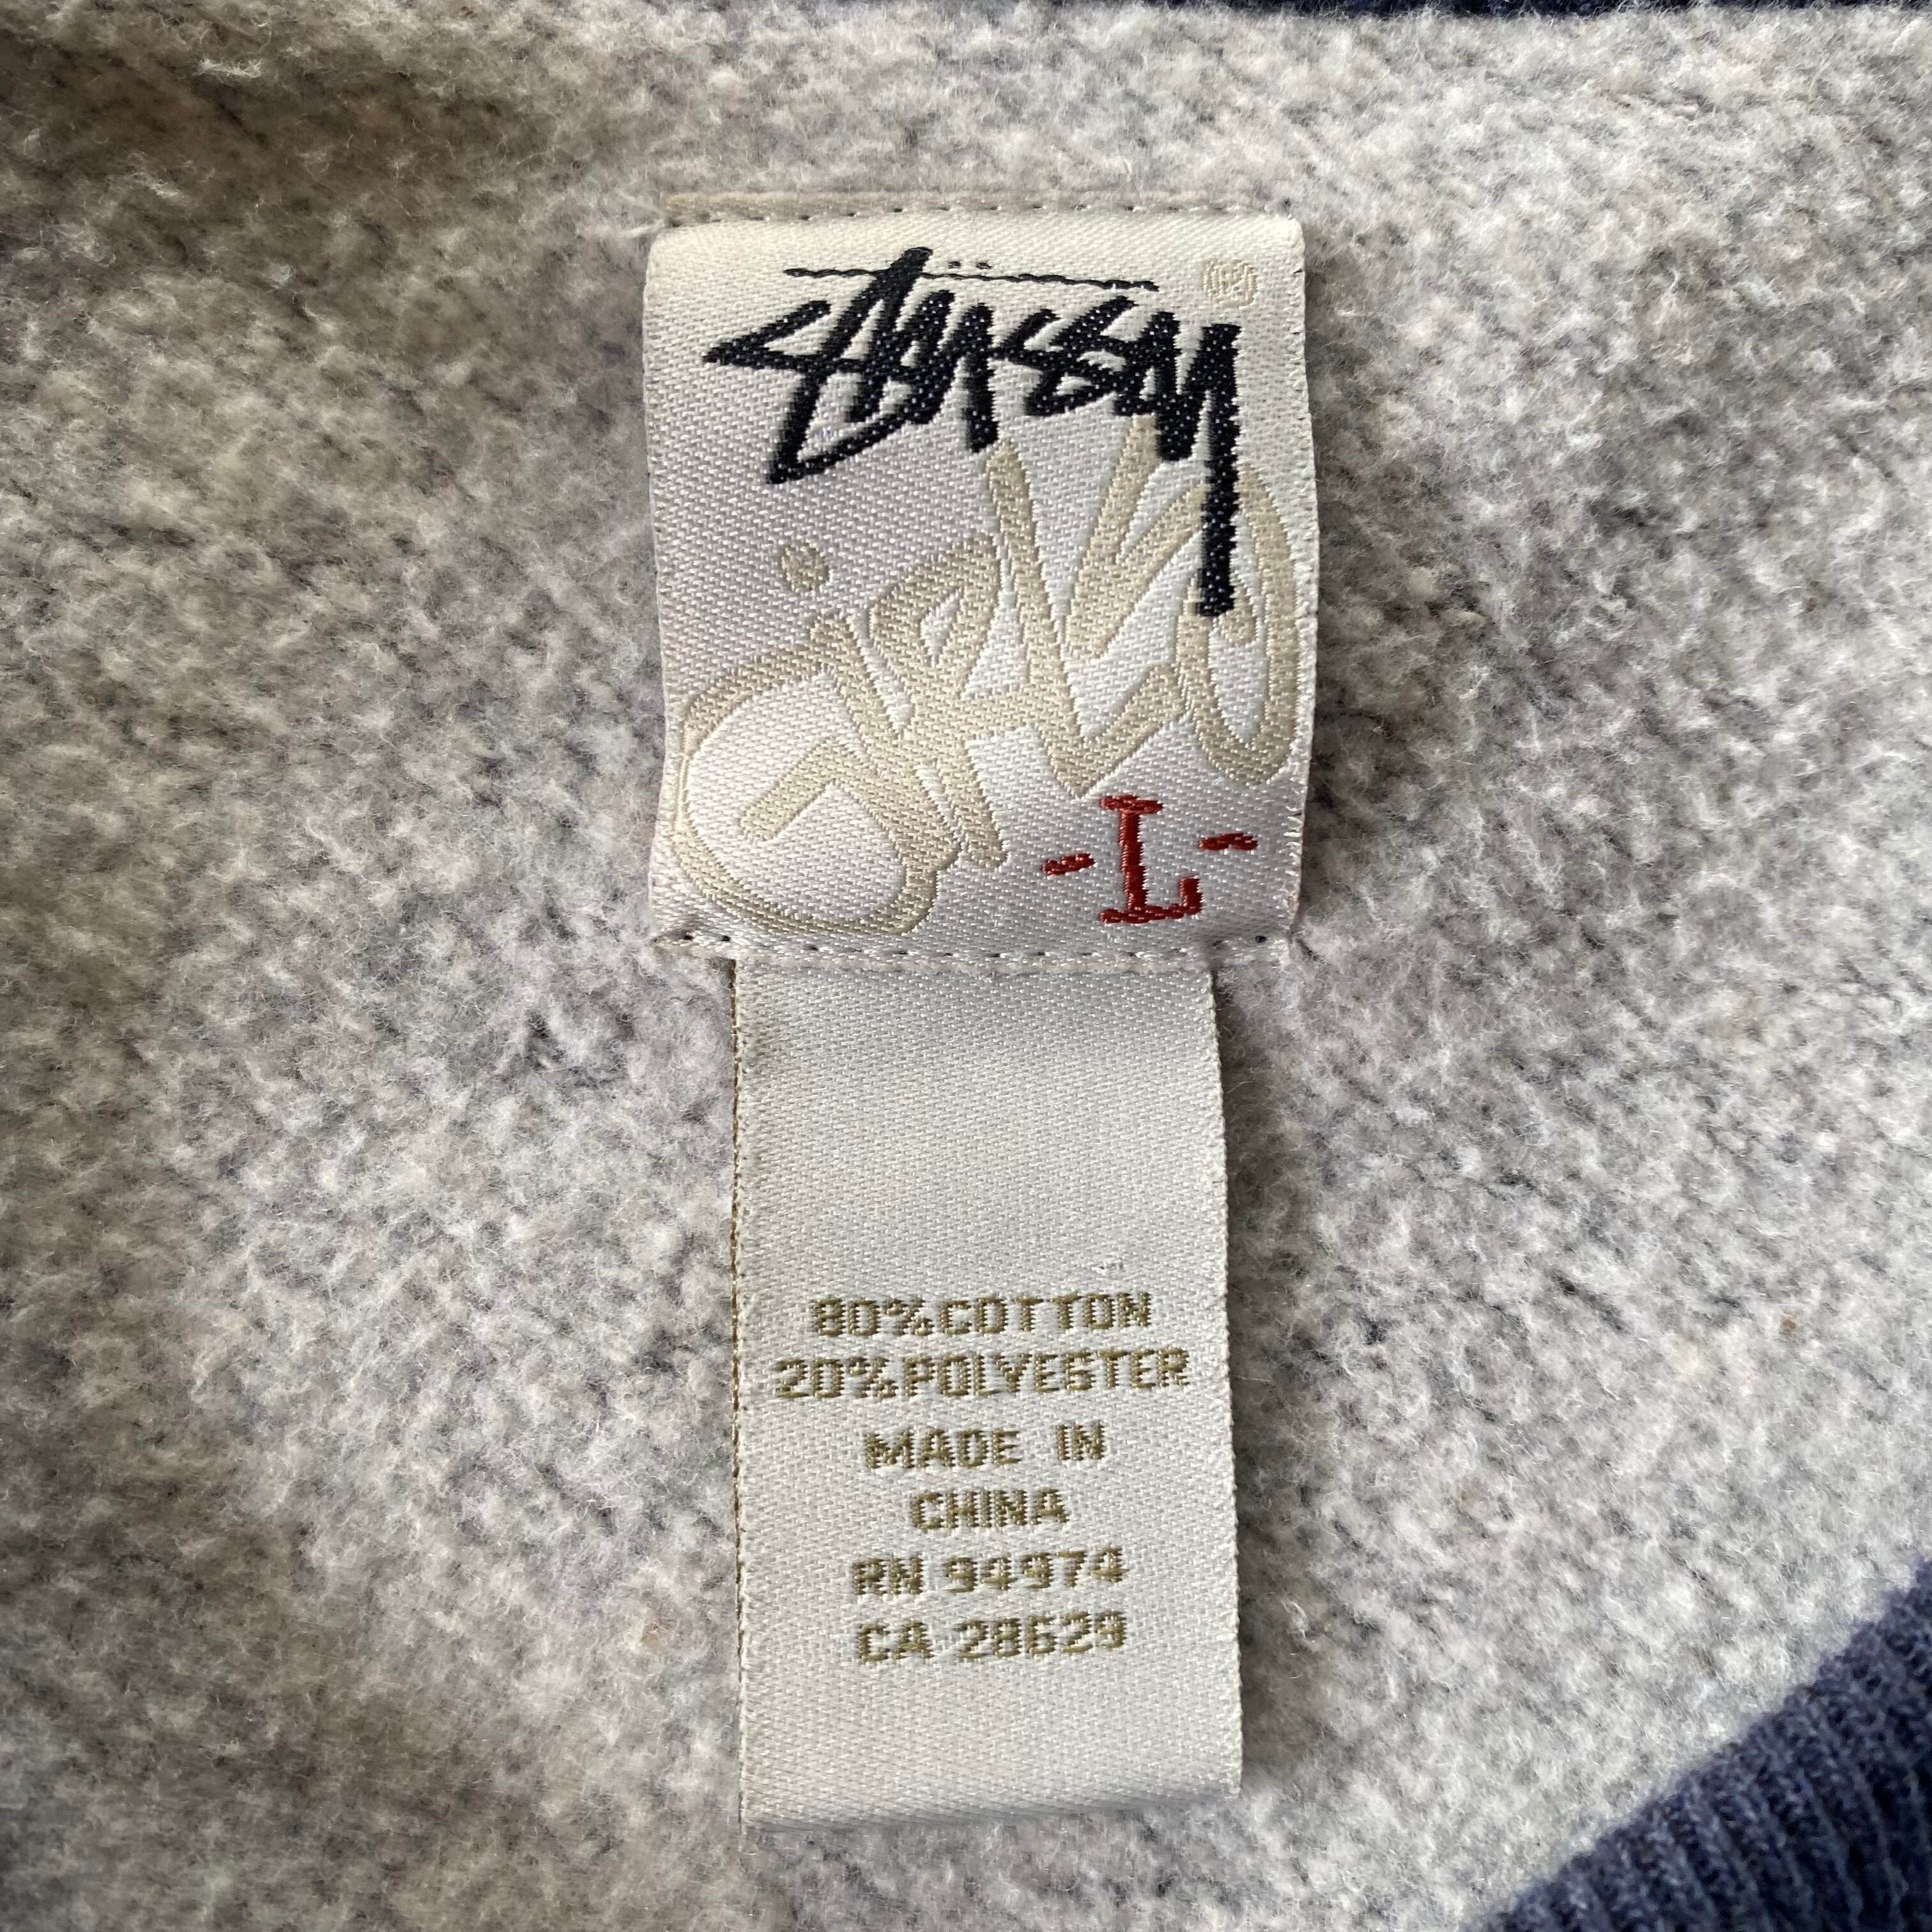 Stüssy ®
-L-
80%COTTON
20%POLYESTER
MADE IN
CHINA
RN 94974
CA 28629